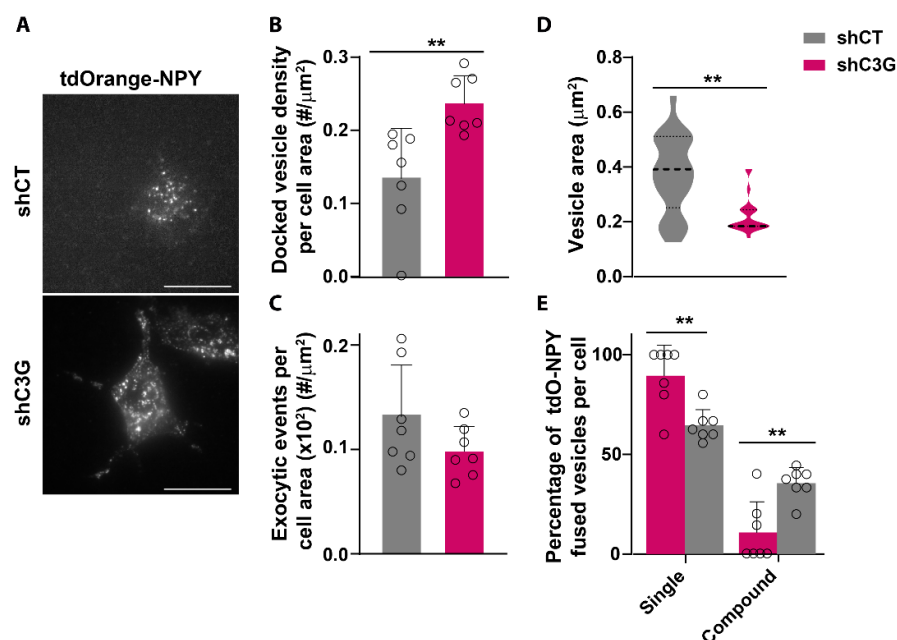 A
tdOrange-NPY
shCT
shC3G
B
Docked vesicle density
per cell area (#/μm²)
0.3
0.2
0.1
0.0
**
C
Exocytic events per
cell area (x10²) (#/μm²)
0.2
0.1
0.0
D
Vesicle area (μm²)
0.8
0.6
0.4
0.2
0.0
**
shCT
shC3G
E
Percentage of tdO-NPY
fused vesicles per cell
100
50
0
**
**
Single
Compound